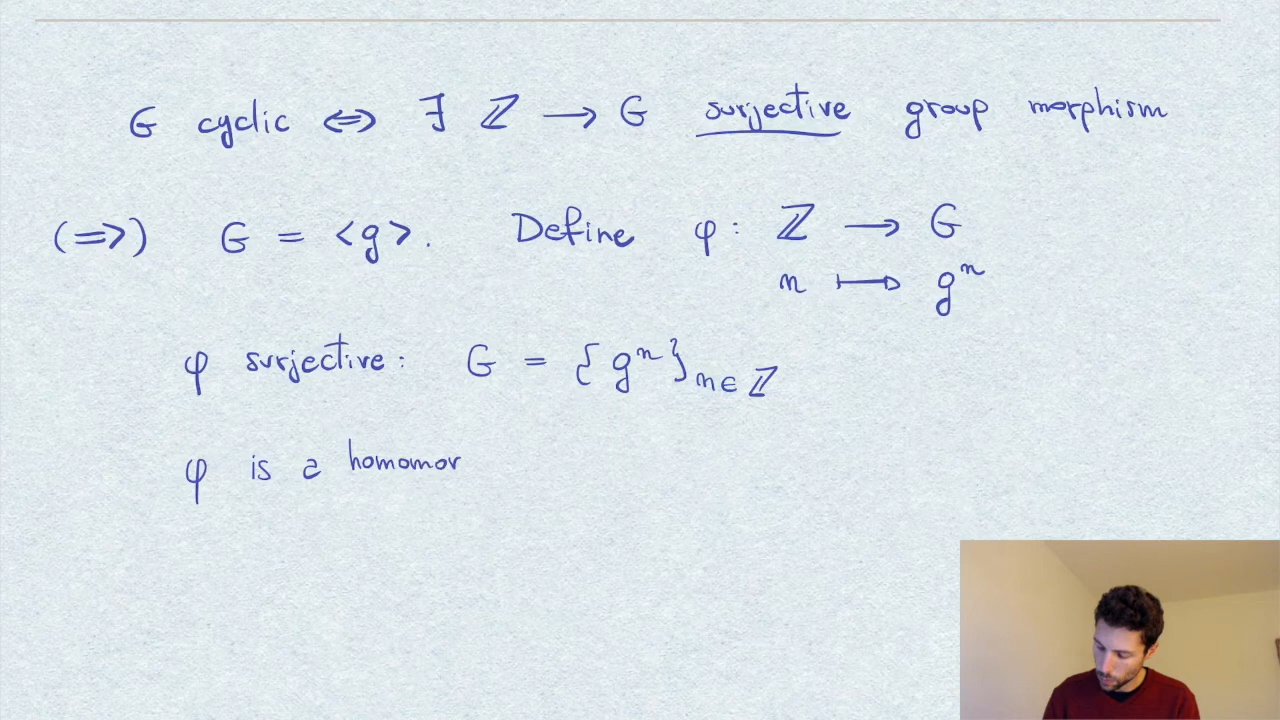 G cyclic ⇔ ∃ ℤ → G surjective group morphism
(⇒) G = <g>. Define φ: ℤ → G
n ↦ gⁿ
φ surjective: G = {gⁿ}ₙ∈ℤ
φ is a homomor